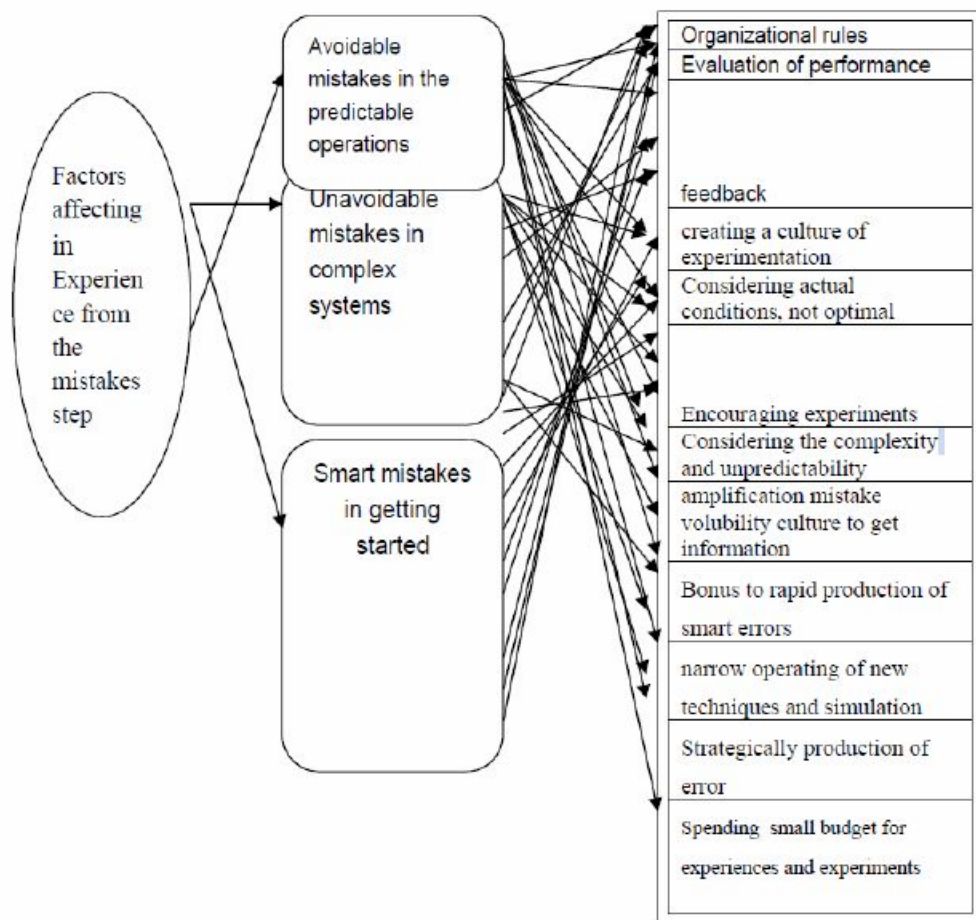 Factors
affecting
in
Experien
ce from
the
mistakes
step
Avoidable
mistakes in the
predictable
operations
Unavoidable
mistakes in
complex
systems
Smart mistakes
in getting
started
Organizational rules
Evaluation of performance
feedback
creating a culture of
experimentation
Considering actual
conditions, not optimal
Encouraging experiments
Considering the complexity
and unpredictability
amplification mistake
volubility culture to get
information
Bonus to rapid production of
smart errors
narrow operating of new
techniques and simulation
Strategically production of
error
Spending small budget for
experiences and experiments